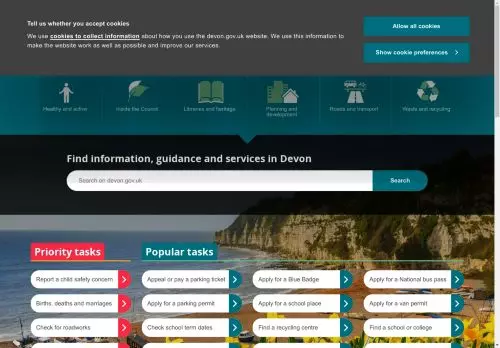 Tell us whether you accept cookies
We use cookies to collect information about how you use the devon.gov.uk website. We use this information to make the website work as well as possible and improve our services.
Allow all cookies
Show cookie preferences
Healthy and active
Inside the Council
Libraries and heritage
Planning and development
Roads and transport
Waste and recycling
Find information, guidance and services in Devon
Search on devon.gov.uk
Search
Priority tasks
Popular tasks
Report a child safety concern
Appeal or pay a parking ticket
Apply for a Blue Badge
Apply for a National bus pass
Births, deaths and marriages
Apply for a parking permit
Apply for a school place
Apply for a van permit
Check for roadworks
Check school term dates
Find a recycling centre
Find a school or college